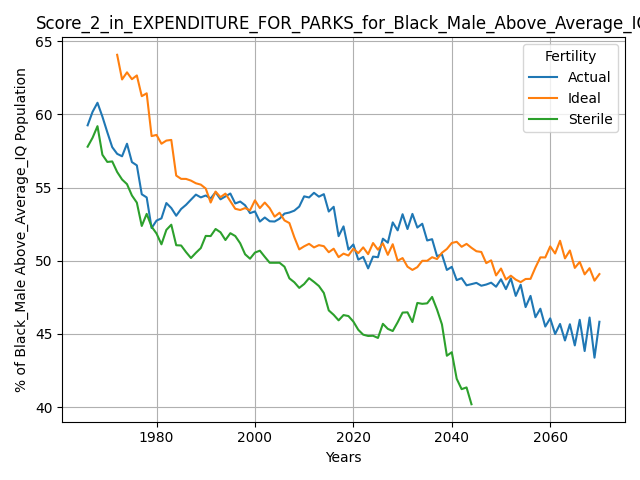 Score_2_in_EXPENDITURE_FOR_PARKS_for_Black_Male_Above_Average_IQ
Fertility
Actual
Ideal
Sterile
% of Black_Male Above_Average_IQ Population
65
60
55
50
45
40
1980
2000
2020
2040
2060
Years